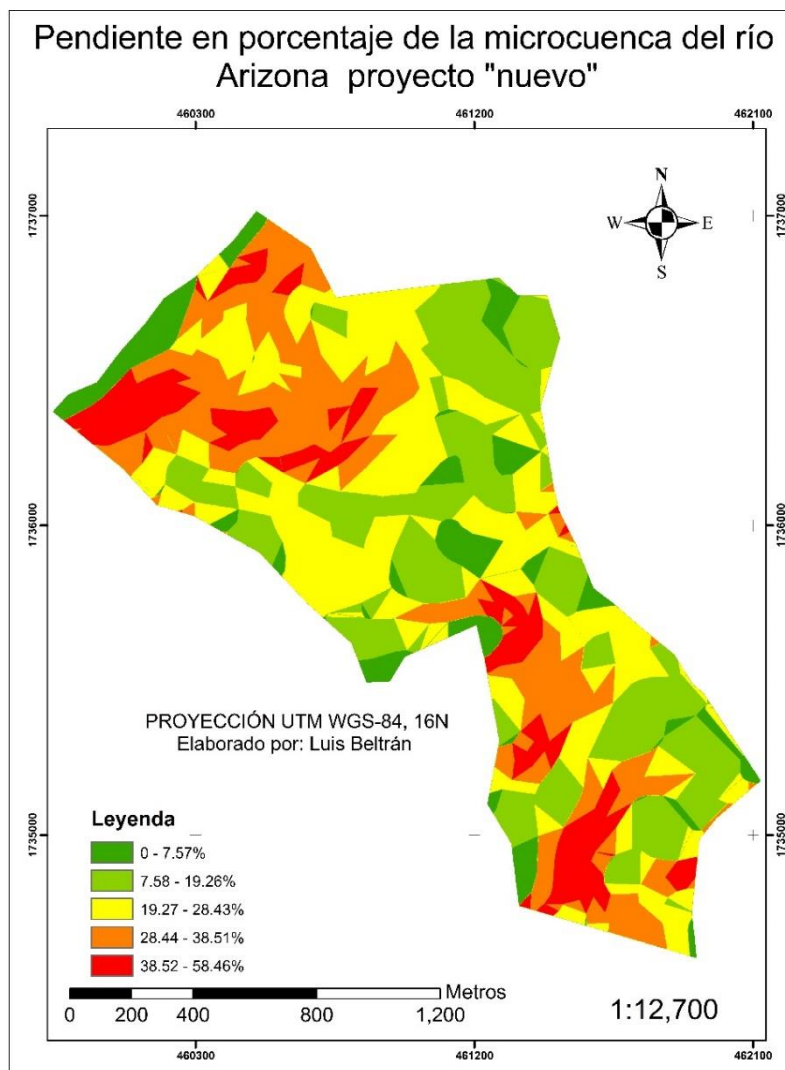 Pendiente en porcentaje de la microcuenca del río
Arizona proyecto "nuevo"
460300 461200 462100
N
W E
S
1737000 1737000
1736000 1736000
PROYECCIÓN UTM WGS-84, 16N
Elaborado por: Luis Beltrán
Leyenda
1735000 1735000
0 - 7.57%
7.58 - 19.26%
19.27 - 28.43%
28.44 - 38.51%
38.52 - 58.46%
Metros
0 200 400 800 1,200
1:12,700
460300 461200 462100